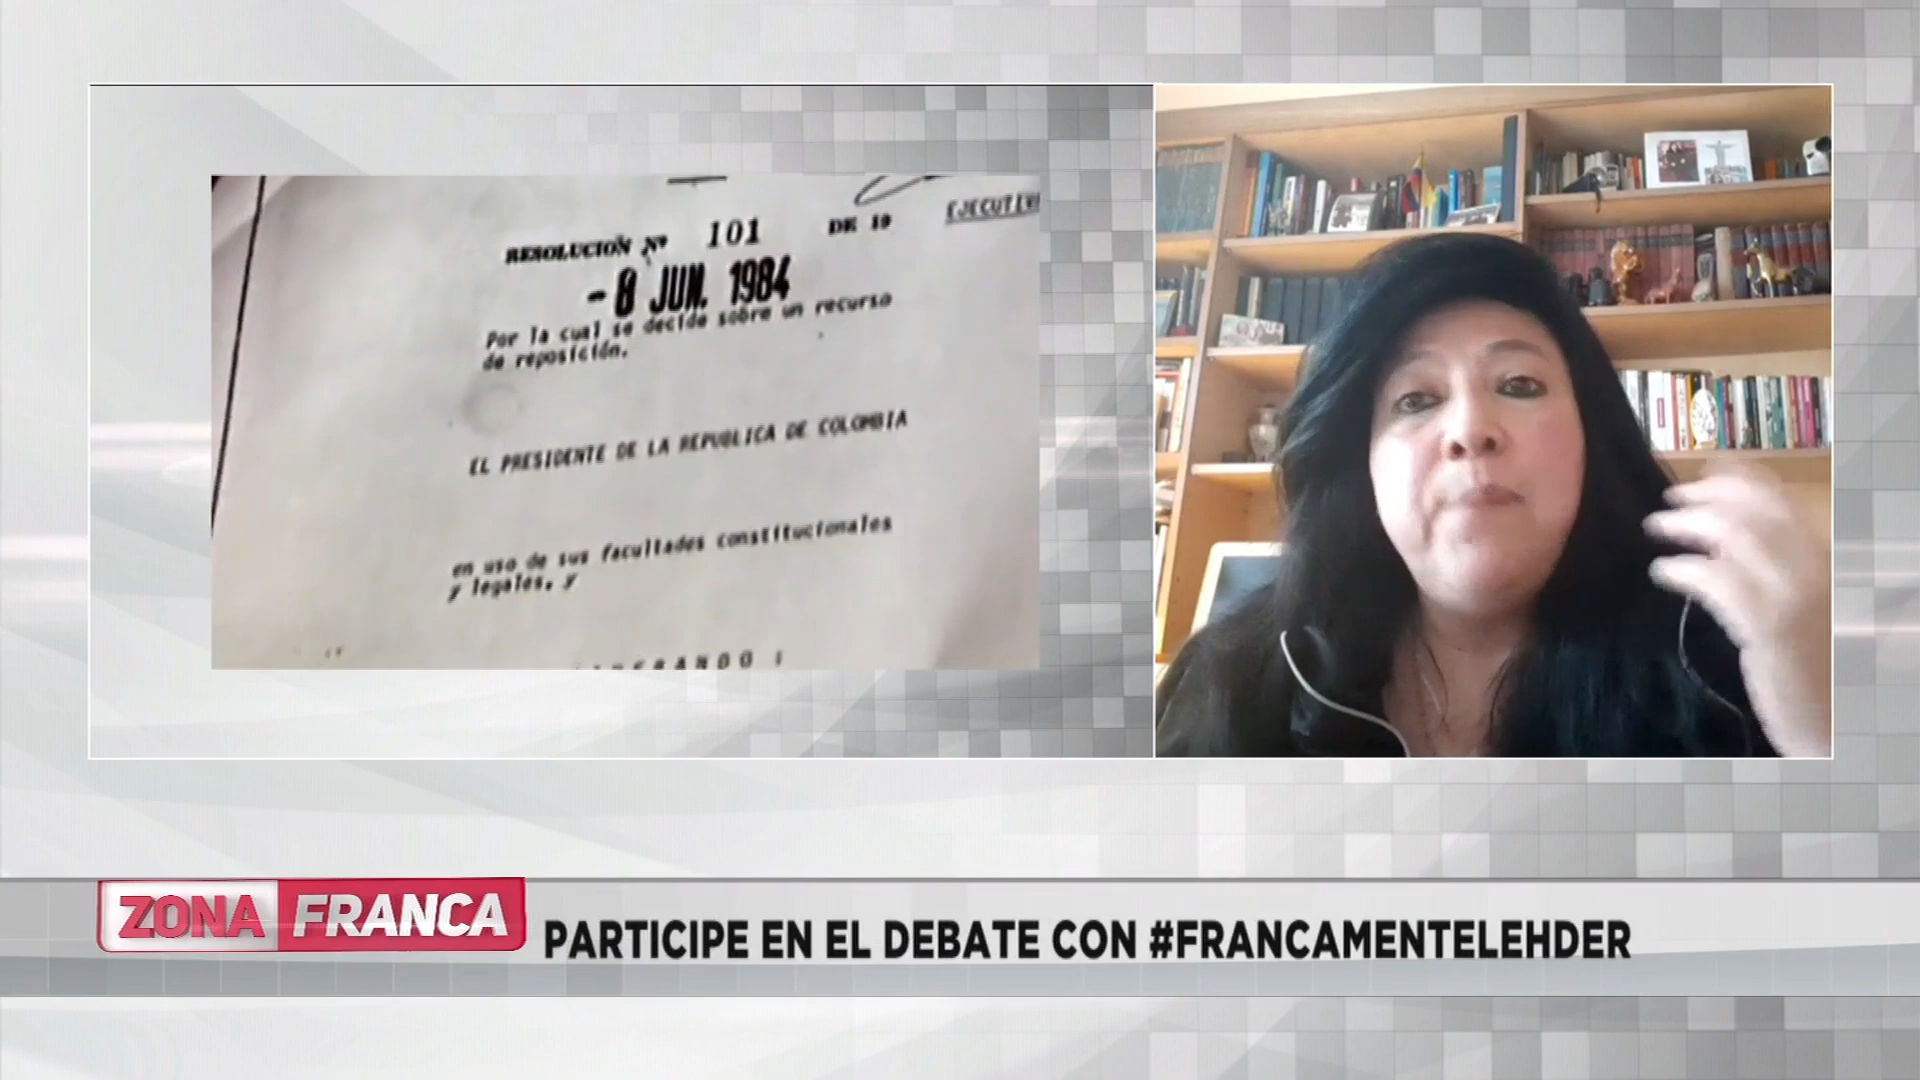 RESOLUCION Nº 101 DE 19
EJECUTIV
- 8 JUN. 1984
Por la cual se decide sobre un recurso
de reposición.
EL PRESIDENTE DE LA REPUBLICA DE COLOMBIA
en uso de sus facultades constitucionales
y legales, y
ZONA FRANCA
PARTICIPE EN EL DEBATE CON #FRANCAMENTELEHDER